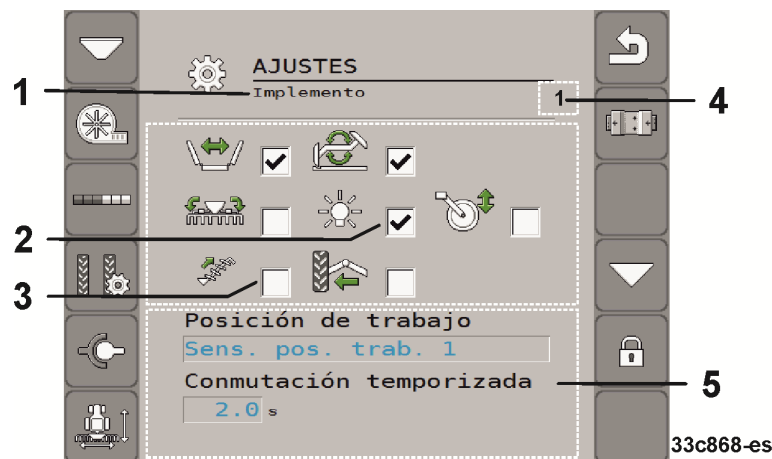 AJUSTES
1 Implemento 1 4
2
3
Posición de trabajo
Sens. pos. trab. 1
Conmutación temporizada
5
2.0 s
33c868-es